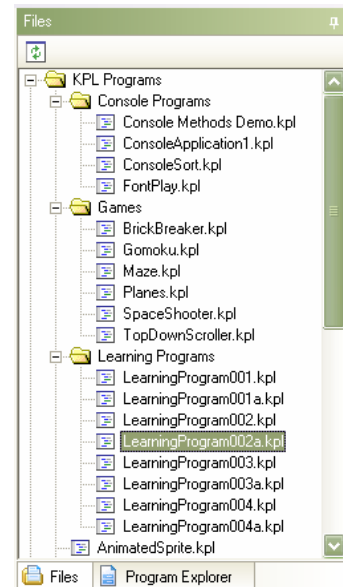 Files
KPL Programs
Console Programs
Console Methods Demo.kpl
ConsoleApplication1.kpl
ConsoleSort.kpl
FontPlay.kpl
Games
BrickBreaker.kpl
Gomoku.kpl
Maze.kpl
Planes.kpl
SpaceShooter.kpl
TopDownScroller.kpl
Learning Programs
LearningProgram001.kpl
LearningProgram001a.kpl
LearningProgram002.kpl
LearningProgram002a.kpl
LearningProgram003.kpl
LearningProgram003a.kpl
LearningProgram004.kpl
LearningProgram004a.kpl
AnimatedSprite.kpl
Files Program Explorer